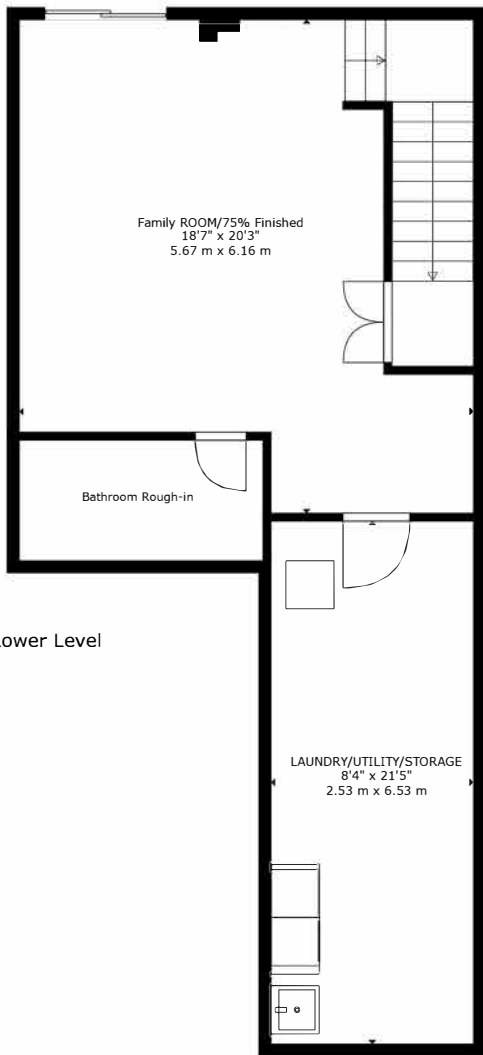 Family ROOM/75% Finished
18'7" x 20'3"
5.67 m x 6.16 m
Bathroom Rough-in
Lower Level
LAUNDRY/UTILITY/STORAGE
8'4" x 21'5"
2.53 m x 6.53 m